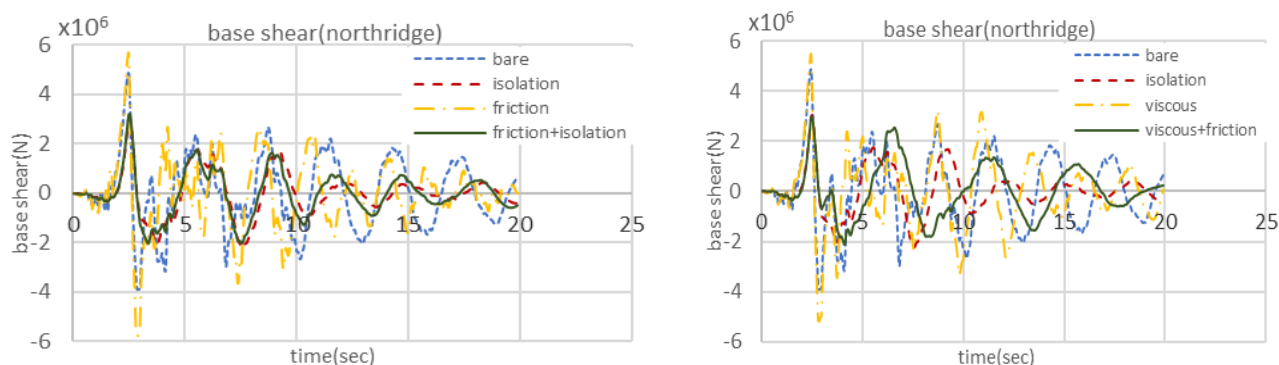 x10⁶
base shear(northridge)
6
4
2
0
-2
-4
-6
0
5
10
15
20
25
base shear(N)
time(sec)
bare
isolation
friction
friction+isolation
x10⁶
base shear(northridge)
6
4
2
0
-2
-4
-6
0
5
10
15
20
25
base shear(N)
time(sec)
bare
isolation
viscous
viscous+friction